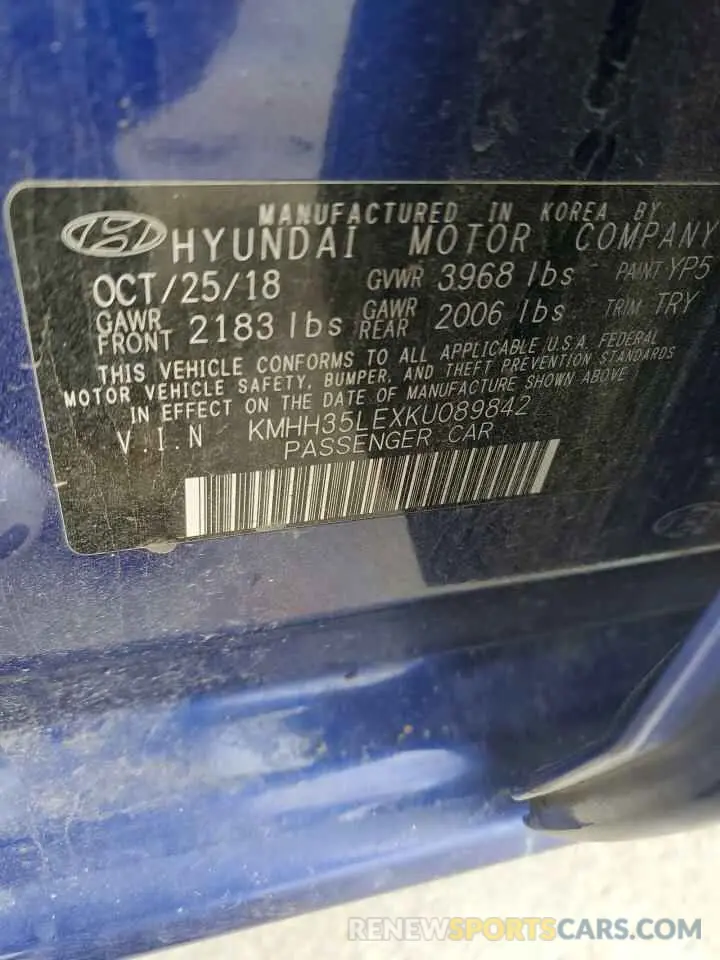 MANUFACTURED IN KOREA BY
HYUNDAI MOTOR COMPANY
OCT/25/18 GVWR 3968 lbs PAINT YP5
GAWR FRONT 2183 lbs GAWR REAR 2006 lbs TRIM TRY
THIS VEHICLE CONFORMS TO ALL APPLICABLE U.S.A. FEDERAL
MOTOR VEHICLE SAFETY, BUMPER, AND THEFT PREVENTION STANDARDS
IN EFFECT ON THE DATE OF MANUFACTURE SHOWN ABOVE
V.I.N KMHH35LEXKU089842
PASSENGER CAR
RENEWSPORTSCARS.COM